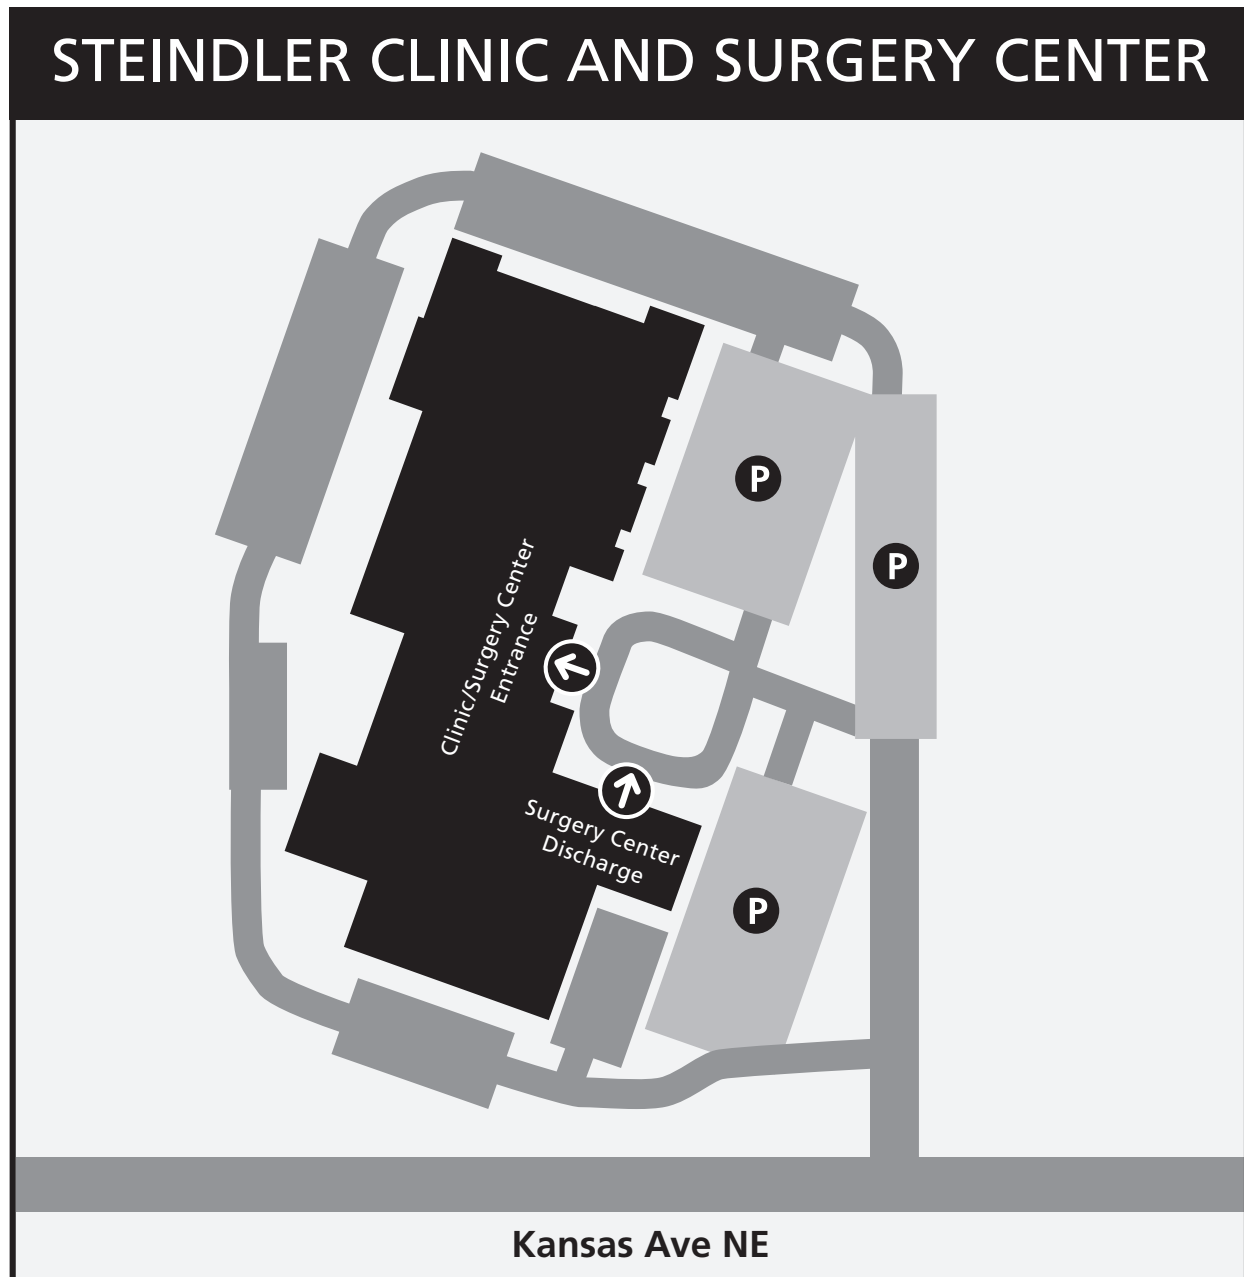 STEINDLER CLINIC AND SURGERY CENTER
P
P
Clinic/Surgery Center
Entrance
Surgery Center
Discharge
P
Kansas Ave NE